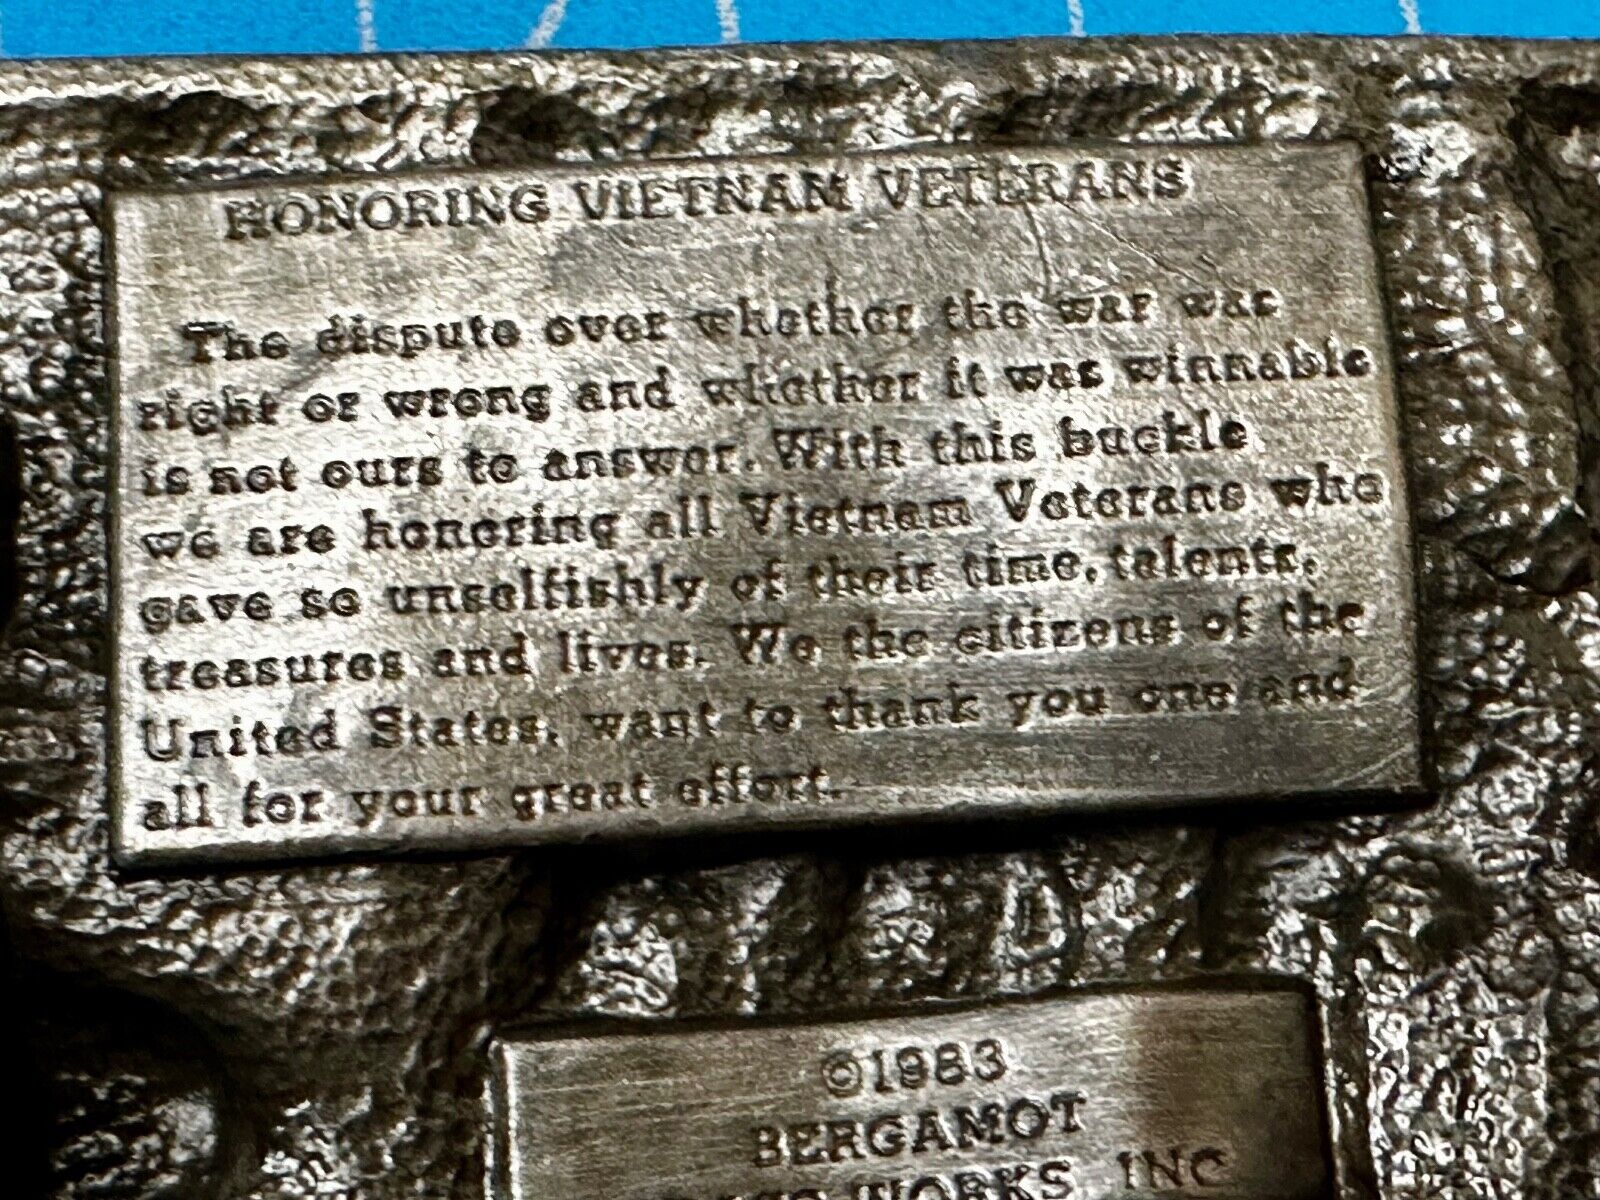 HONORING VIETNAM VETERANS
The dispute over whether the war was
right or wrong and whether it was winnable
is not ours to answer. With this buckle
we are honoring all Vietnam Veterans who
gave so unselfishly of their time, talents,
treasures and lives. We the citizens of the
United States, want to thank you one and
all for your great effort.
©1983
BERGAMOT
WORKS, INC